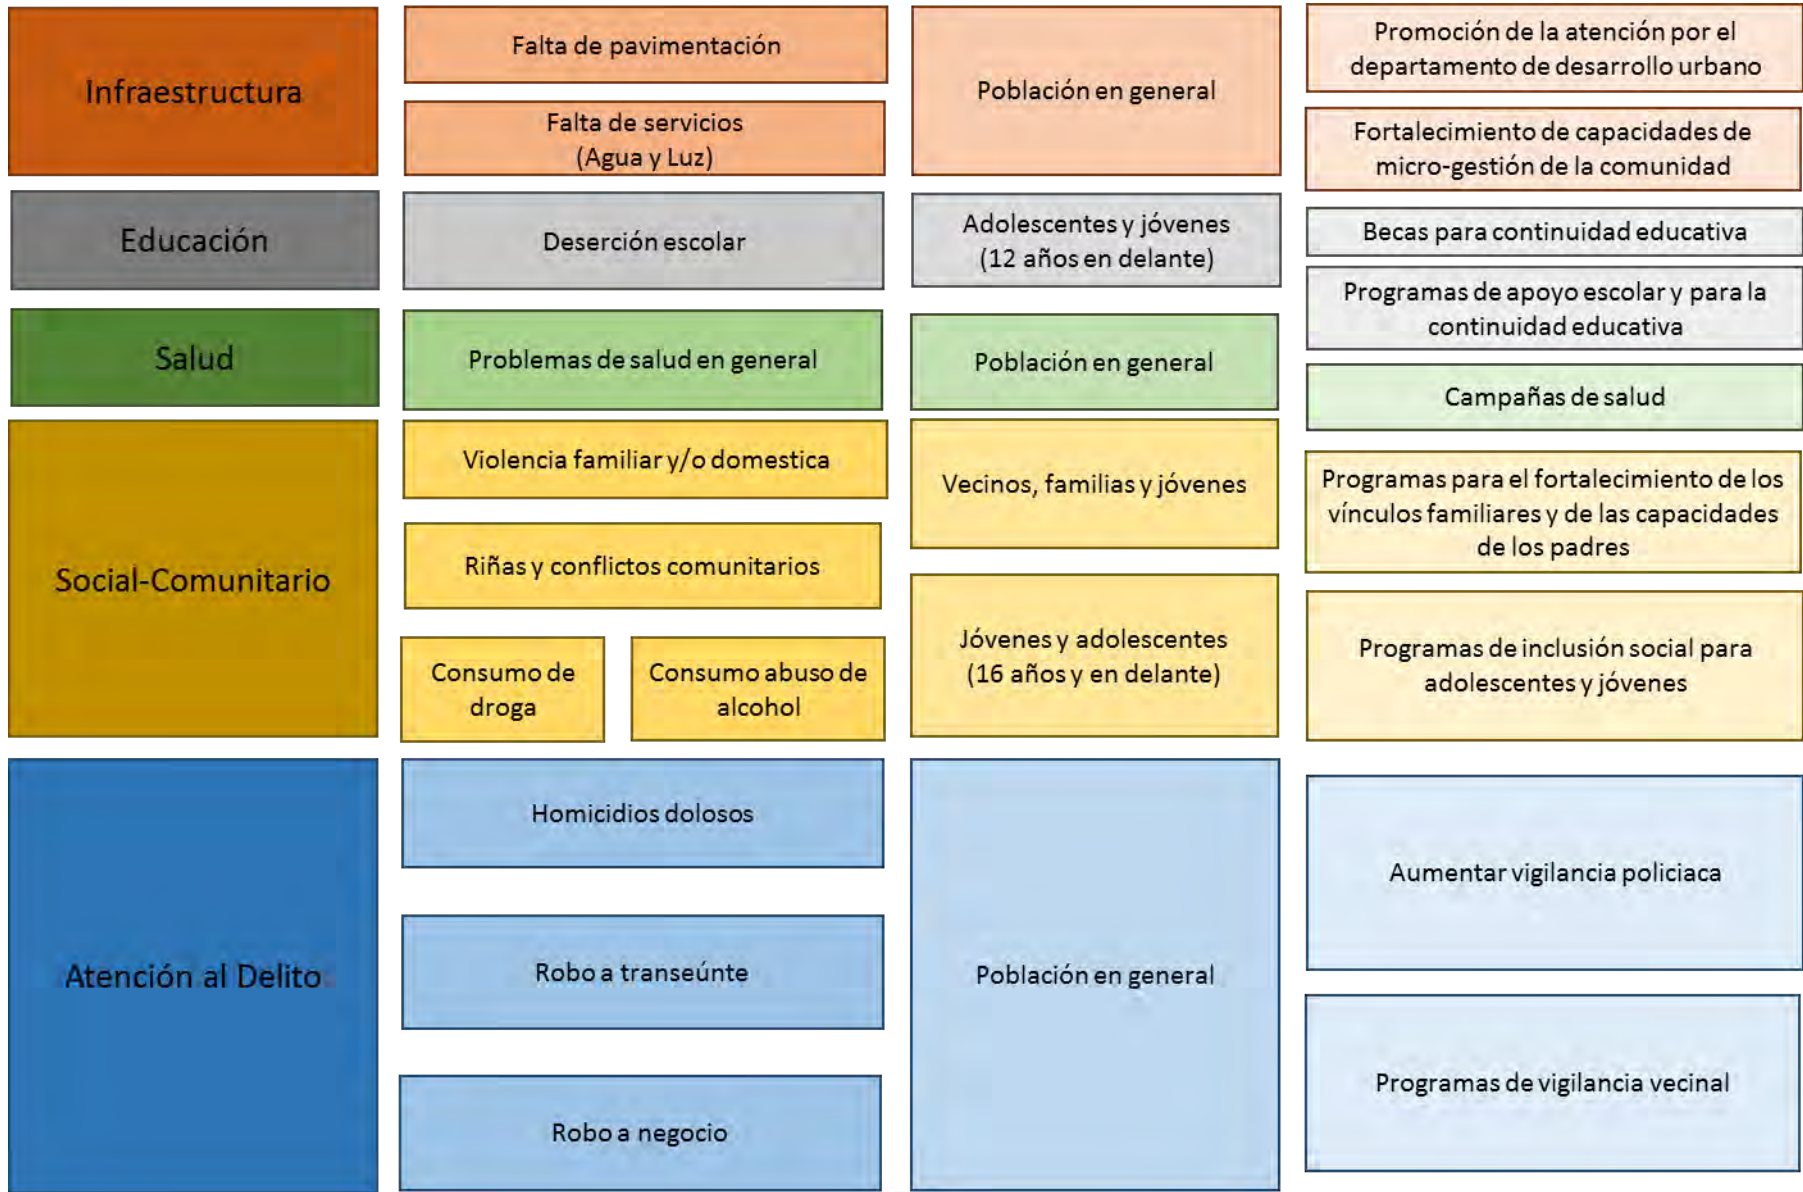 Infraestructura
Falta de pavimentación
Falta de servicios
(Agua y Luz)
Población en general
Promoción de la atención por el
departamento de desarrollo urbano
Fortalecimiento de capacidades de
micro-gestión de la comunidad
Educación
Deserción escolar
Adolescentes y jóvenes
(12 años en delante)
Becas para continuidad educativa
Programas de apoyo escolar y para la
continuidad educativa
Salud
Problemas de salud en general
Población en general
Campañas de salud
Social-Comunitario
Violencia familiar y/o domestica
Riñas y conflictos comunitarios
Consumo de
droga
Consumo abuso de
alcohol
Vecinos, familias y jóvenes
Jóvenes y adolescentes
(16 años y en delante)
Programas para el fortalecimiento de los
vínculos familiares y de las capacidades
de los padres
Programas de inclusión social para
adolescentes y jóvenes
Atención al Delito
Homicidios dolosos
Robo a transeúnte
Robo a negocio
Población en general
Aumentar vigilancia policiaca
Programas de vigilancia vecinal